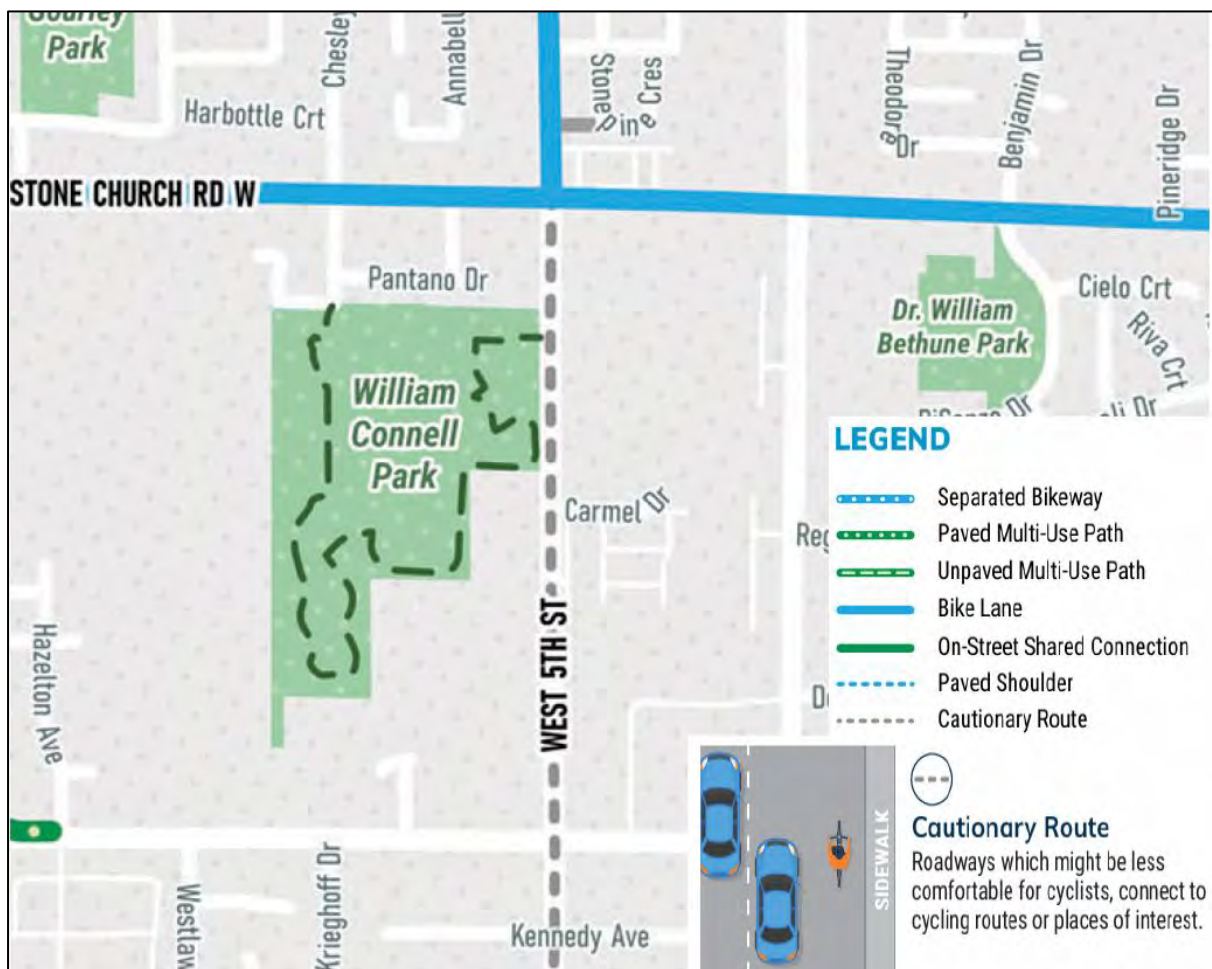 Gourley
Park
Chesley
Annabell
Stone
pine Cres
Theopore
Dr
Benjamin Dr
Pineridge Dr
Harbottle Crt
STONE CHURCH RD W
Pantano Dr
Cielo Crt
Riva Crt
Dr. William
Bethune Park
William
Connell
Park
Carmel Dr
WEST 5TH ST
Hazelton Ave
Westlaw
Krieghoff Dr
Kennedy Ave
LEGEND
Separated Bikeway
Paved Multi-Use Path
Unpaved Multi-Use Path
Bike Lane
On-Street Shared Connection
Paved Shoulder
Cautionary Route
SIDEWALK
Cautionary Route
Roadways which might be less
comfortable for cyclists, connect to
cycling routes or places of interest.